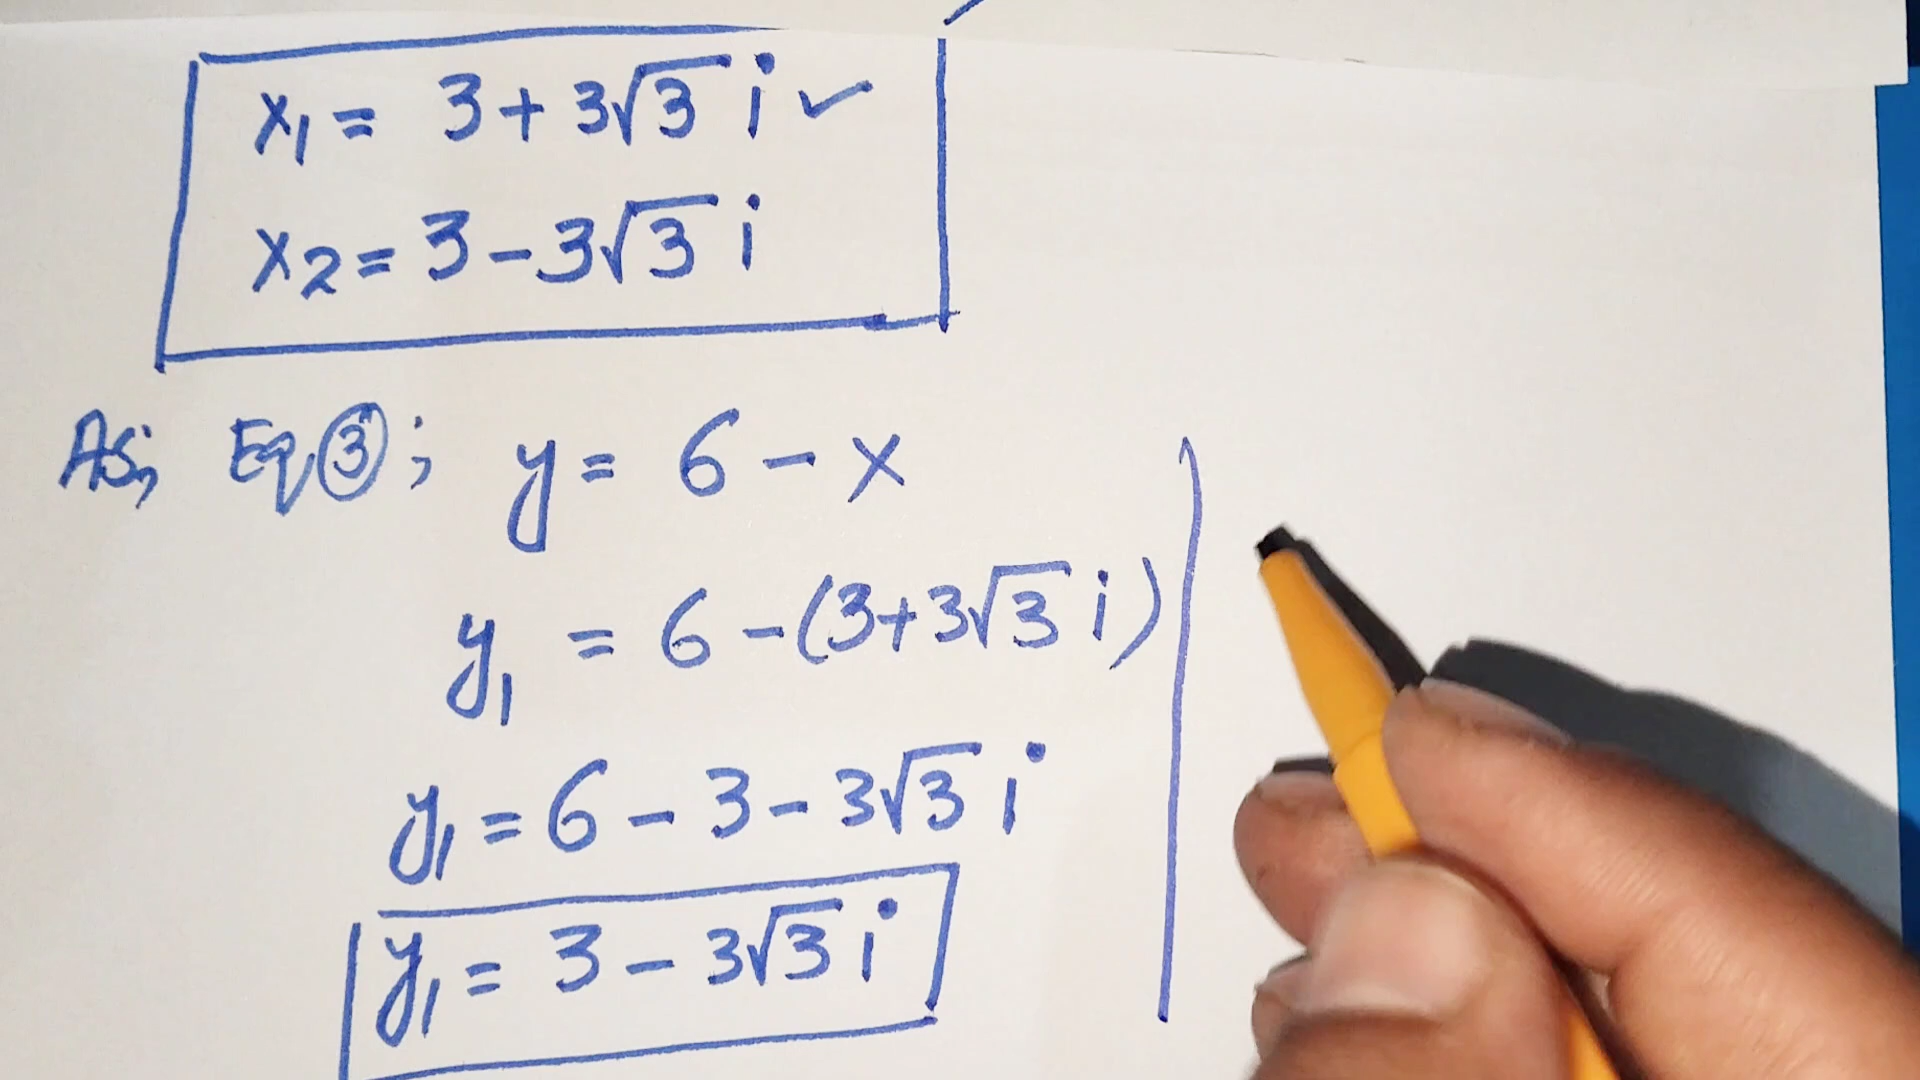 x₁ = 3 + 3√3 i ✓
x₂ = 3 - 3√3 i
As, Eq ③; y = 6 - x
y₁ = 6 - (3 + 3√3 i)
y₁ = 6 - 3 - 3√3 i
y₁ = 3 - 3√3 i